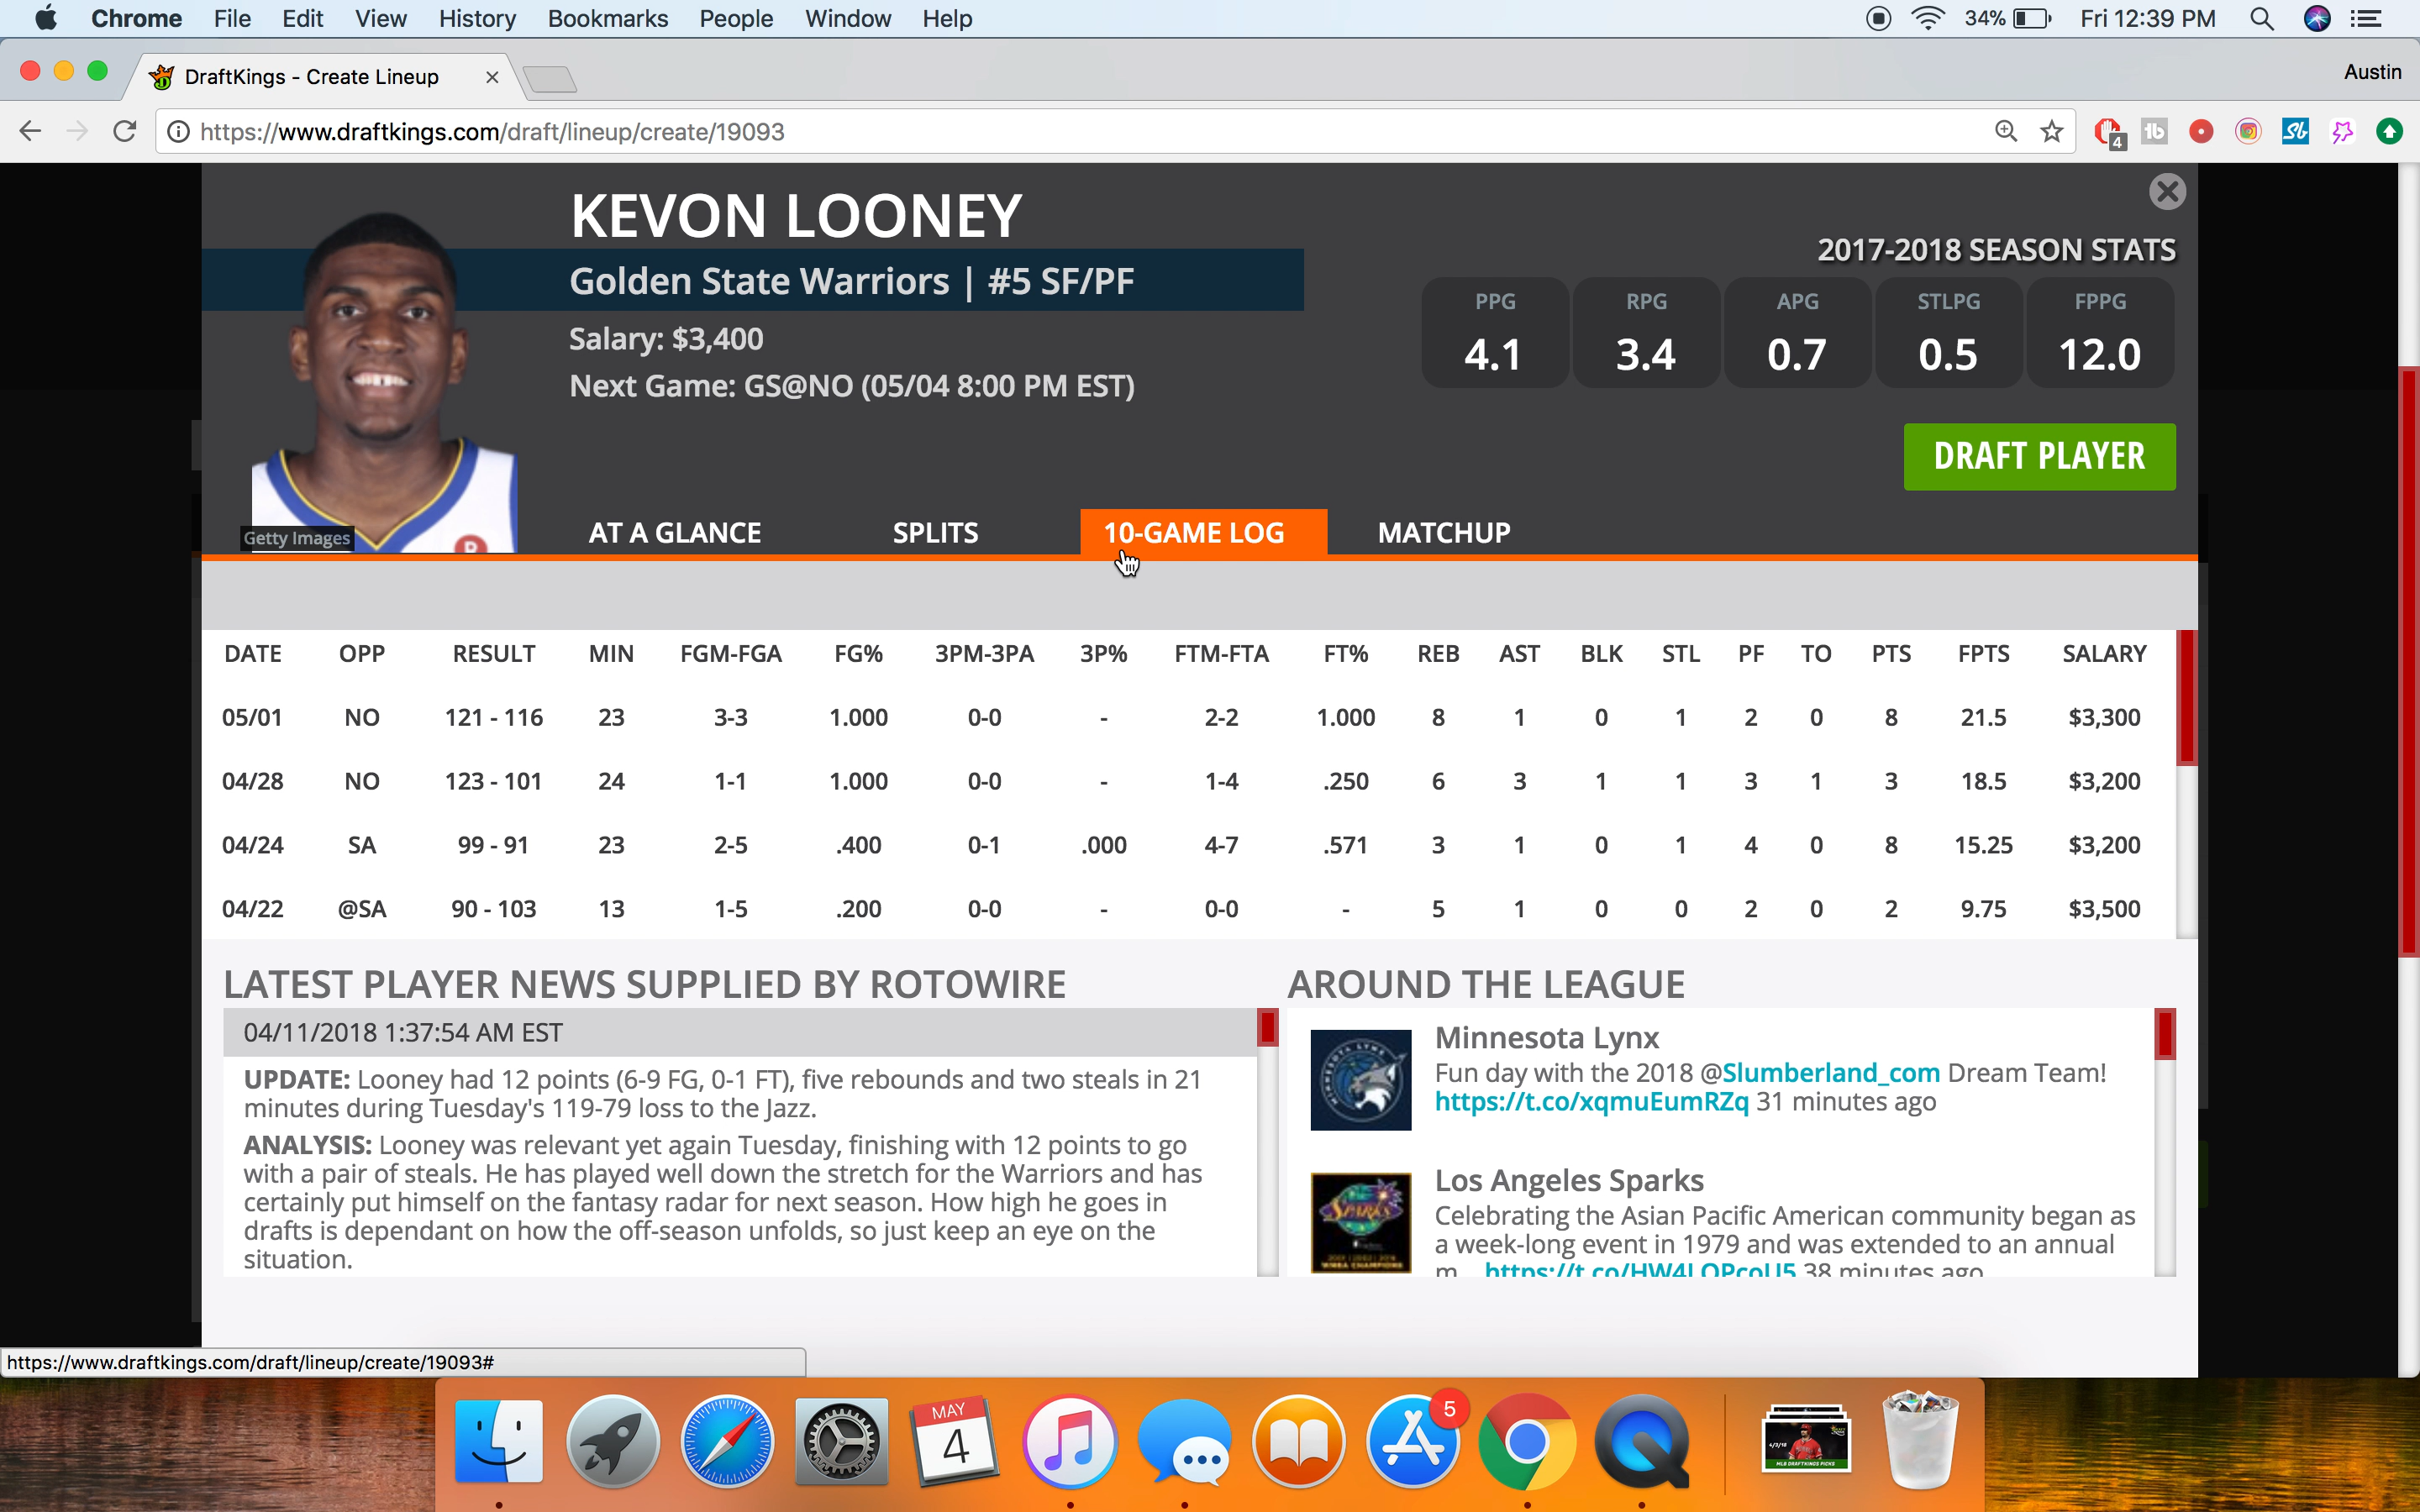 Chrome File Edit View History Bookmarks People Window Help 34% Fri 12:39 PM
DraftKings - Create Lineup Austin
https://www.draftkings.com/draft/lineup/create/19093 4
KEVON LOONEY
Golden State Warriors | #5 SF/PF
Salary: $3,400
Next Game: GS@NO (05/04 8:00 PM EST)
2017-2018 SEASON STATS
PPG RPG APG STLPG FPPG
4.1 3.4 0.7 0.5 12.0
DRAFT PLAYER
Getty Images
AT A GLANCE SPLITS 10-GAME LOG MATCHUP
DATE OPP RESULT MIN FGM-FGA FG% 3PM-3PA 3P% FTM-FTA FT% REB AST BLK STL PF TO PTS FPTS SALARY
05/01 NO 121 - 116 23 3-3 1.000 0-0 - 2-2 1.000 8 1 0 1 2 0 8 21.5 $3,300
04/28 NO 123 - 101 24 1-1 1.000 0-0 - 1-4 .250 6 3 1 1 3 1 3 18.5 $3,200
04/24 SA 99 - 91 23 2-5 .400 0-1 .000 4-7 .571 3 1 0 1 4 0 8 15.25 $3,200
04/22 @SA 90 - 103 13 1-5 .200 0-0 - 0-0 - 5 1 0 0 2 0 2 9.75 $3,500
LATEST PLAYER NEWS SUPPLIED BY ROTOWIRE
04/11/2018 1:37:54 AM EST
UPDATE: Looney had 12 points (6-9 FG, 0-1 FT), five rebounds and two steals in 21
minutes during Tuesday's 119-79 loss to the Jazz.
ANALYSIS: Looney was relevant yet again Tuesday, finishing with 12 points to go
with a pair of steals. He has played well down the stretch for the Warriors and has
certainly put himself on the fantasy radar for next season. How high he goes in
drafts is dependant on how the off-season unfolds, so just keep an eye on the
situation.
AROUND THE LEAGUE
Minnesota Lynx
Fun day with the 2018 @Slumberland_com Dream Team!
https://t.co/xqmuEumRZq 31 minutes ago
Los Angeles Sparks
Celebrating the Asian Pacific American community began as
a week-long event in 1979 and was extended to an annual
m… 38 minutes ago
https://www.draftkings.com/draft/lineup/create/19093#
MAY
4
5
4/3/18
MLB DRAFTKINGS PICKS